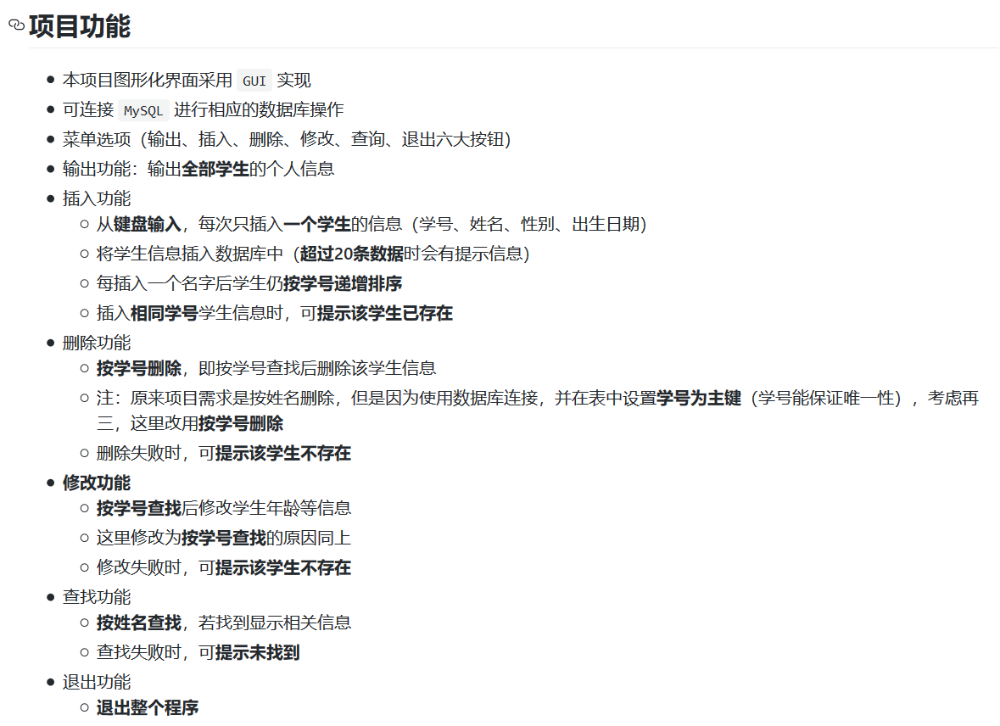 项目功能
本项目图形化界面采用 GUI 实现
可连接 MySQL 进行相应的数据库操作
菜单选项（输出、插入、删除、修改、查询、退出六大按钮）
输出功能：输出全部学生的个人信息
插入功能
从键盘输入，每次只插入一个学生的信息（学号、姓名、性别、出生日期）
将学生信息插入数据库中（超过20条数据时会有提示信息）
每插入一个名字后学生仍按学号递增排序
插入相同学号学生信息时，可提示该学生已存在
删除功能
按学号删除，即按学号查找后删除该学生信息
注：原来项目需求是按姓名删除，但是因为使用数据库连接，并在表中设置学号为主键（学号能保证唯一性），考虑再
三，这里改用按学号删除
删除失败时，可提示该学生不存在
修改功能
按学号查找后修改学生年龄等信息
这里修改为按学号查找的原因同上
修改失败时，可提示该学生不存在
查找功能
按姓名查找，若找到显示相关信息
查找失败时，可提示未找到
退出功能
退出整个程序